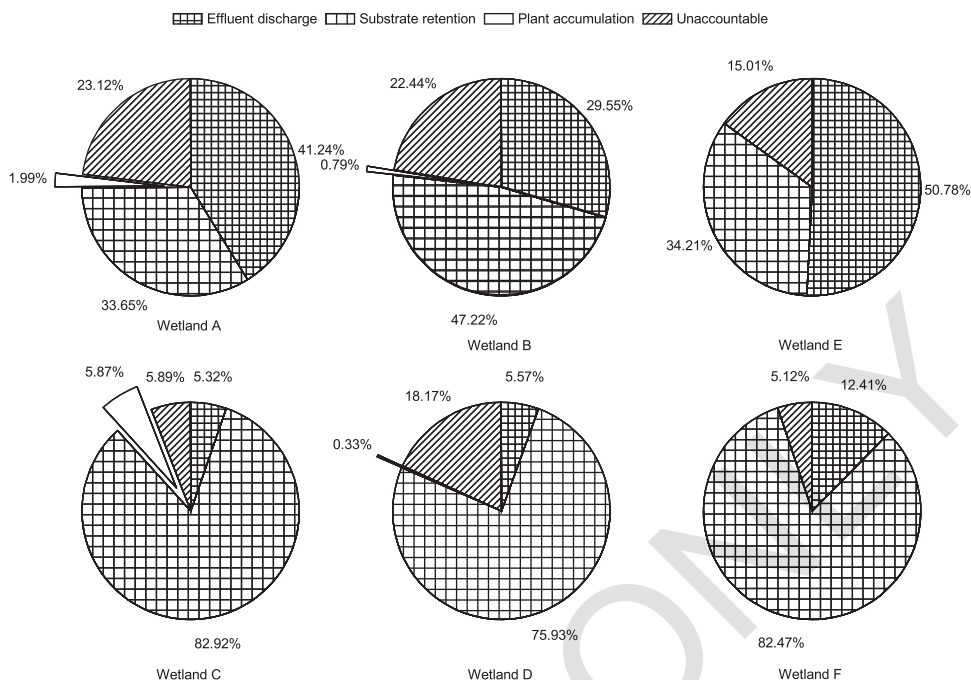 Effluent discharge Substrate retention Plant accumulation Unaccountable
23.12%
41.24%
1.99%
33.65%
Wetland A
22.44%
29.55%
0.79%
47.22%
Wetland B
15.01%
50.78%
34.21%
Wetland E
5.87%
5.89%
5.32%
82.92%
Wetland C
18.17%
5.57%
0.33%
75.93%
Wetland D
5.12%
12.41%
82.47%
Wetland F
ONLY